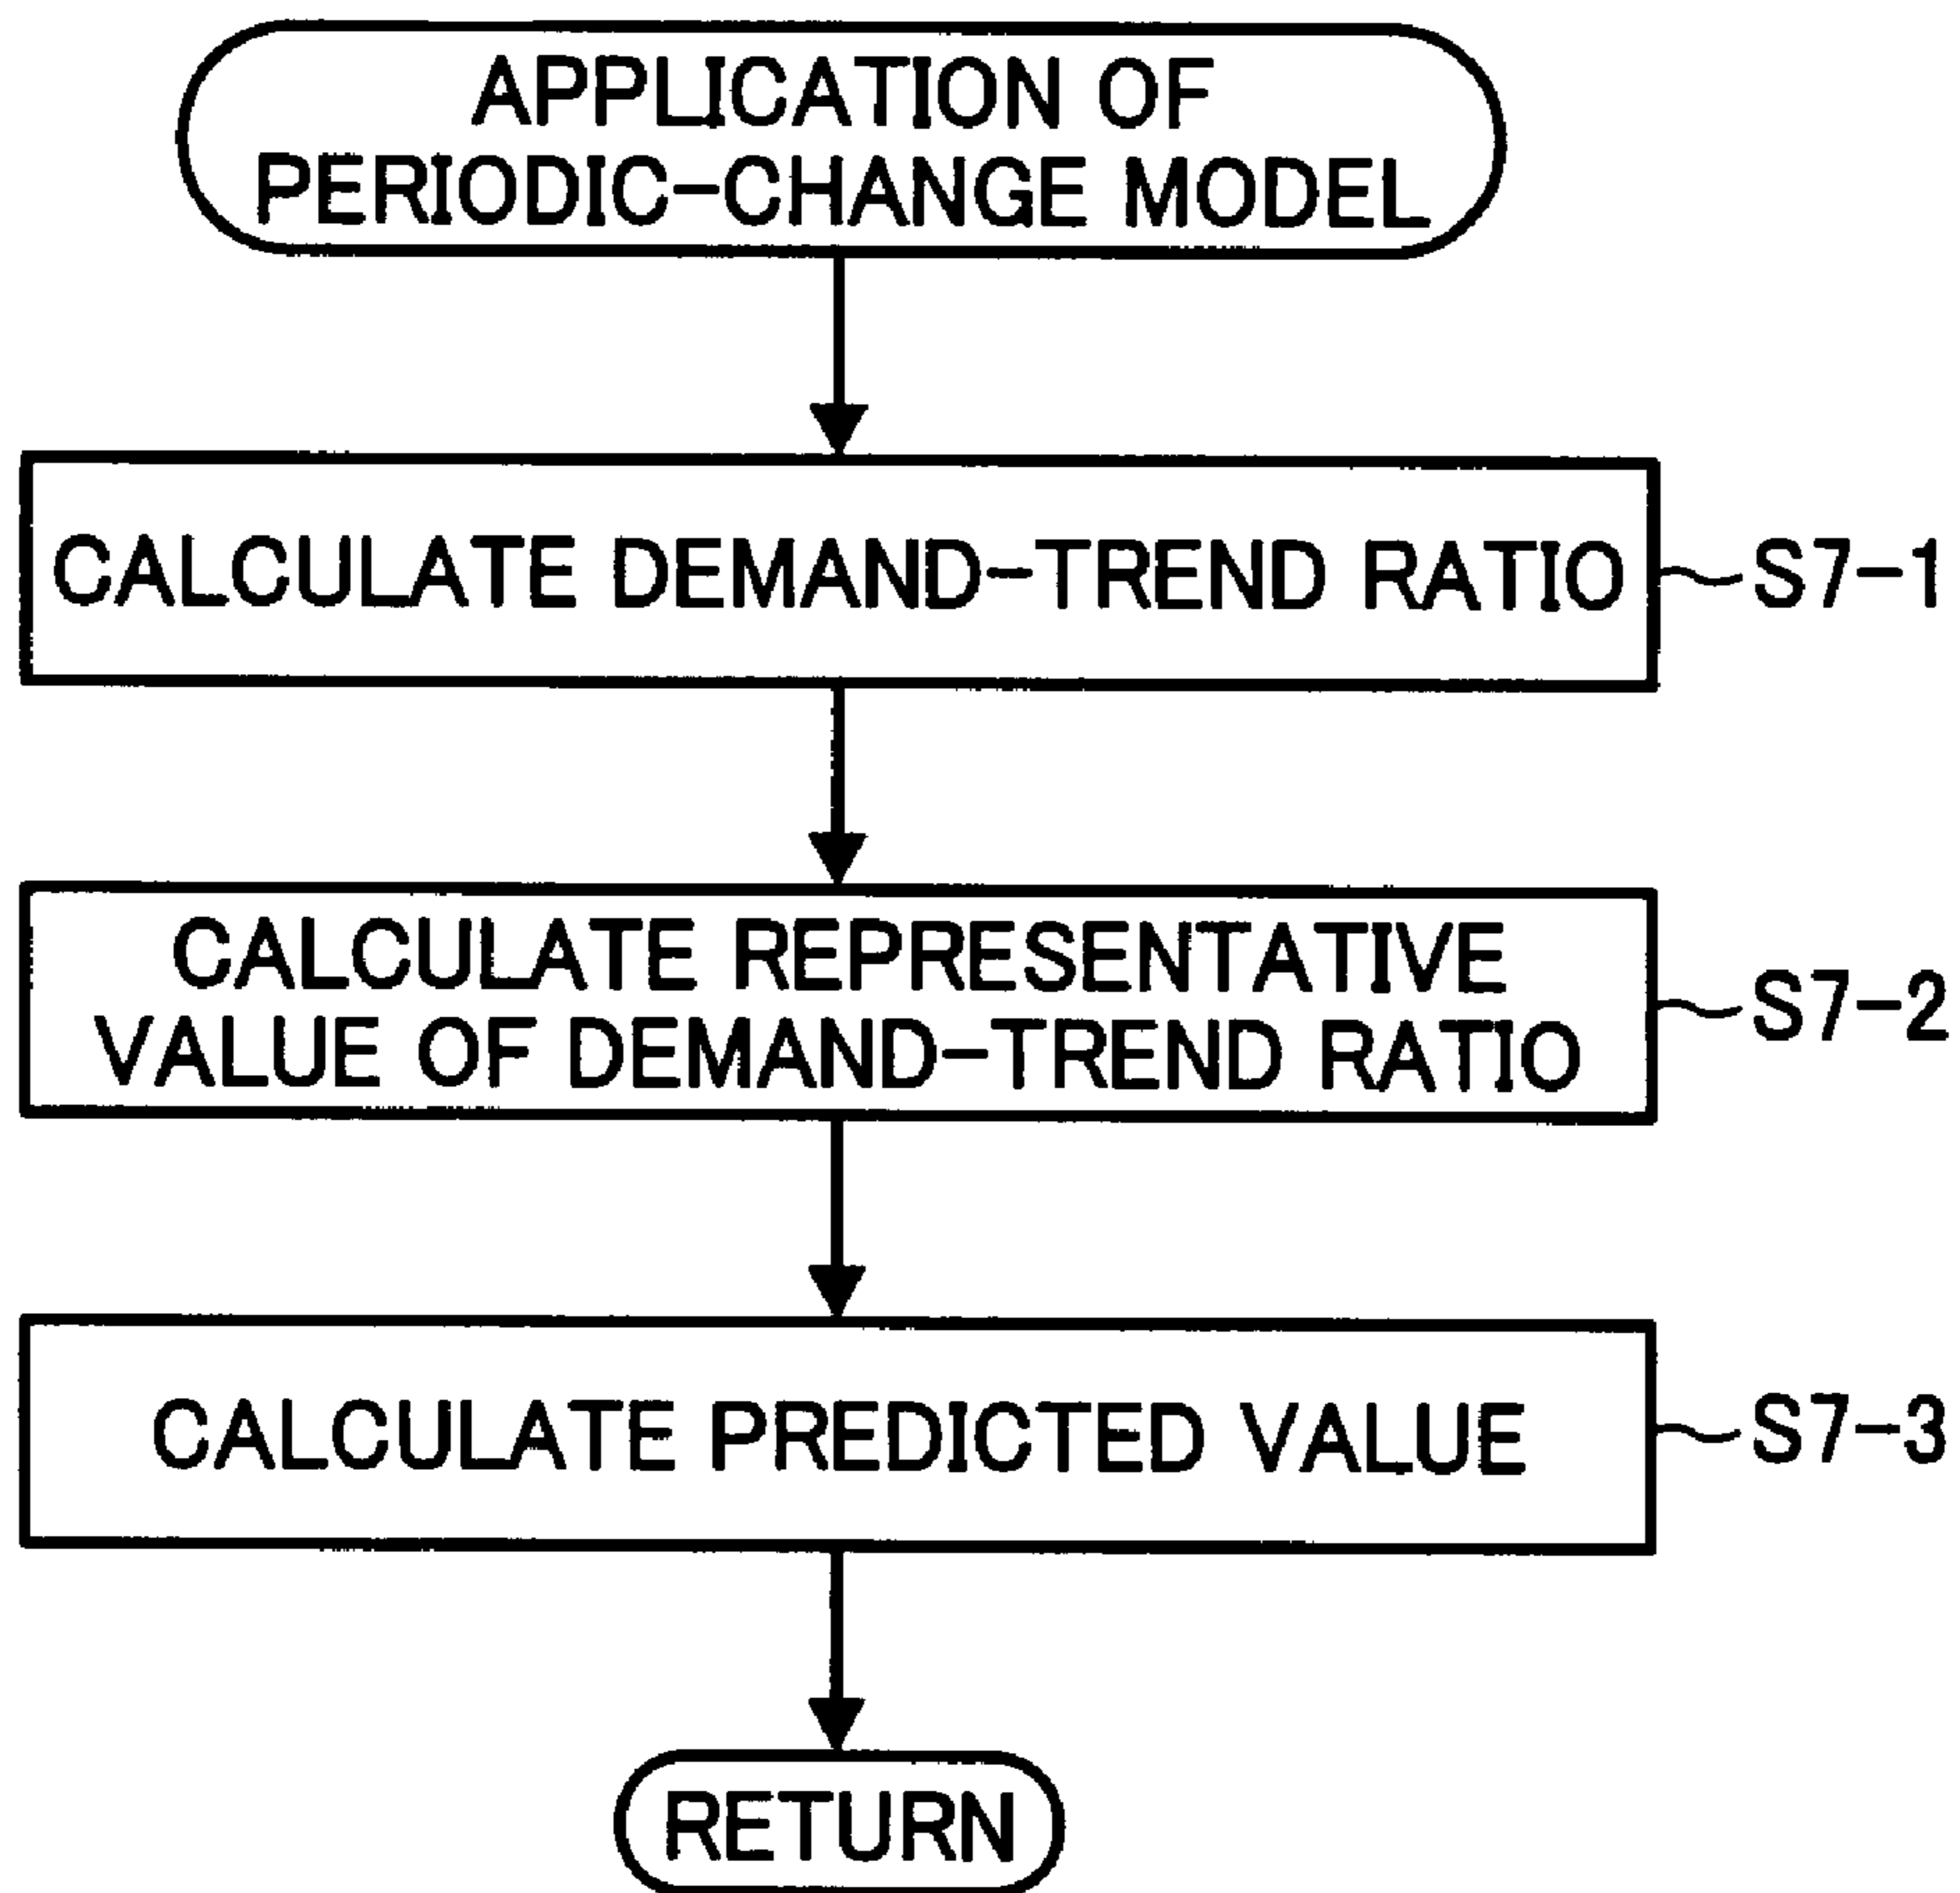 APPLICATION OF
PERIODIC-CHANGE MODEL
CALCULATE DEMAND-TREND RATIO
S7-1
CALCULATE REPRESENTATIVE
VALUE OF DEMAND-TREND RATIO
S7-2
CALCULATE PREDICTED VALUE
S7-3
RETURN